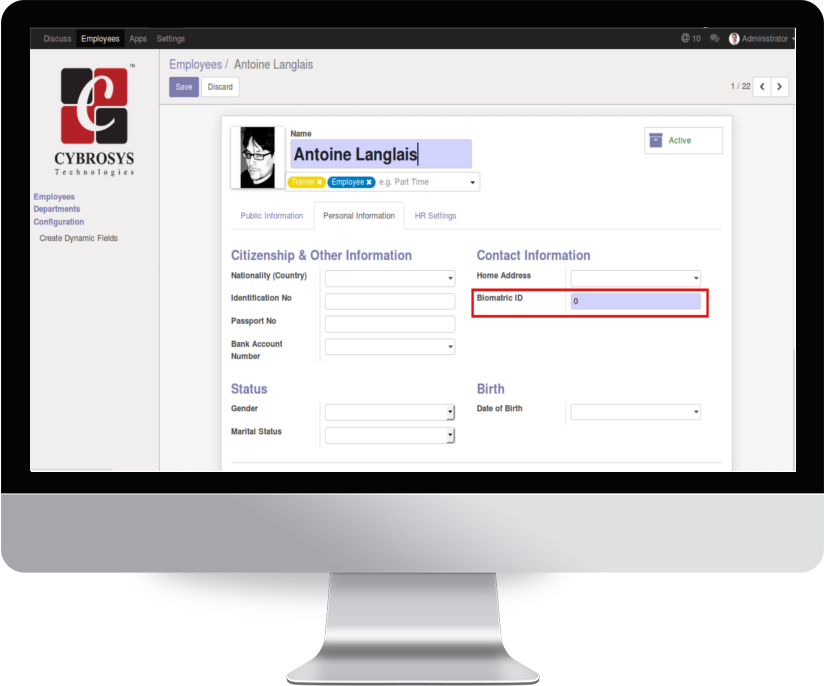 Discuss Employees Apps Settings
10 Administrator
Employees / Antoine Langlais
Save Discard
1 / 22
TM
CYBROSYS
Technologies
Employees
Departments
Configuration
Create Dynamic Fields
Name
Antoine Langlais
Trainer Employee e.g. Part Time
Active
Public Information Personal Information HR Settings
Citizenship & Other Information
Nationality (Country)
Identification No
Passport No
Bank Account
Number
Contact Information
Home Address
Biomatric ID 0
Status
Gender
Marital Status
Birth
Date of Birth